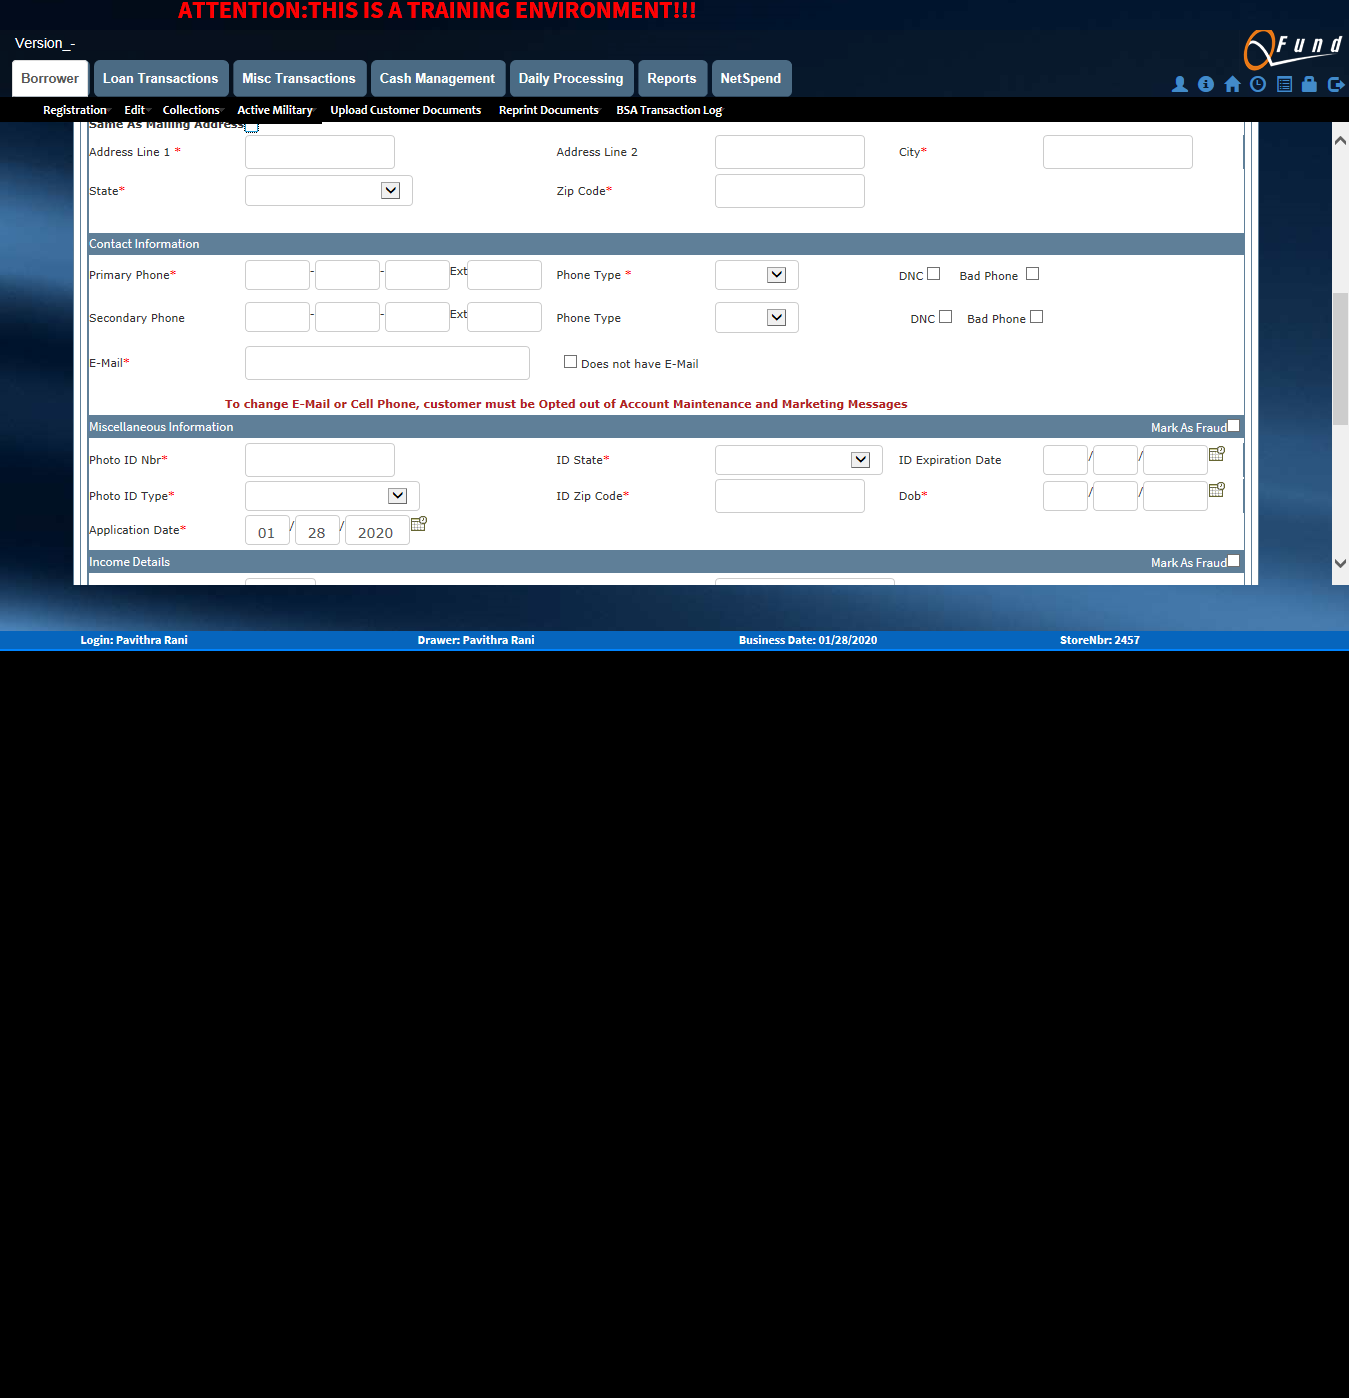 ATTENTION:THIS IS A TRAINING ENVIRONMENT!!!
Version_-
Fund
Borrower Loan Transactions Misc Transactions Cash Management Daily Processing Reports NetSpend
Registration Edit Collections Active Military Upload Customer Documents Reprint Documents BSA Transaction Log
Same As Mailing Address
Address Line 1 * Address Line 2 City*
State* Zip Code*
Contact Information
Primary Phone* - - Ext Phone Type * DNC Bad Phone
Secondary Phone - - Ext Phone Type DNC Bad Phone
E-Mail* Does not have E-Mail
To change E-Mail or Cell Phone, customer must be Opted out of Account Maintenance and Marketing Messages
Miscellaneous Information Mark As Fraud
Photo ID Nbr* ID State* ID Expiration Date / /
Photo ID Type* ID Zip Code* Dob* / /
Application Date* 01 / 28 / 2020
Income Details Mark As Fraud
Login: Pavithra Rani Drawer: Pavithra Rani Business Date: 01/28/2020 StoreNbr: 2457